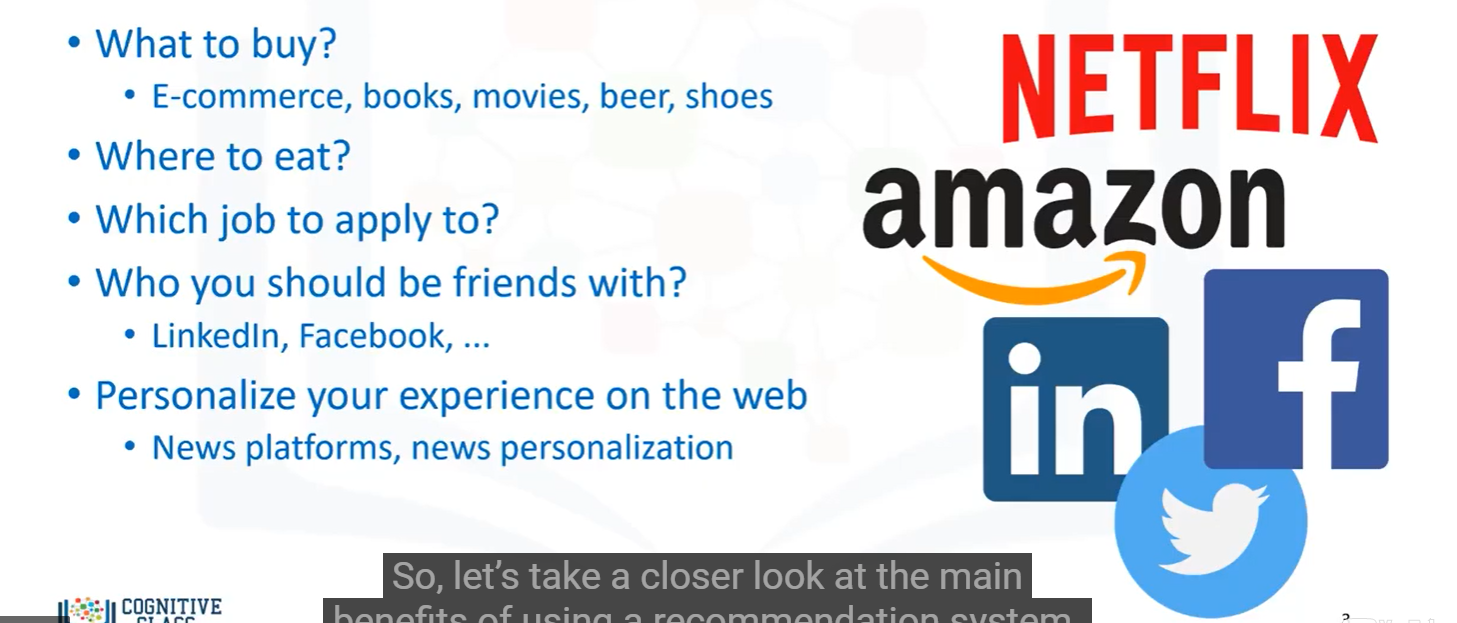 • What to buy?
• E-commerce, books, movies, beer, shoes
• Where to eat?
• Which job to apply to?
• Who you should be friends with?
• LinkedIn, Facebook, ...
• Personalize your experience on the web
• News platforms, news personalization
NETFLIX
amazon
in
f
So, let’s take a closer look at the main
benefits of using a recommendation system.
COGNITIVE
CLASS